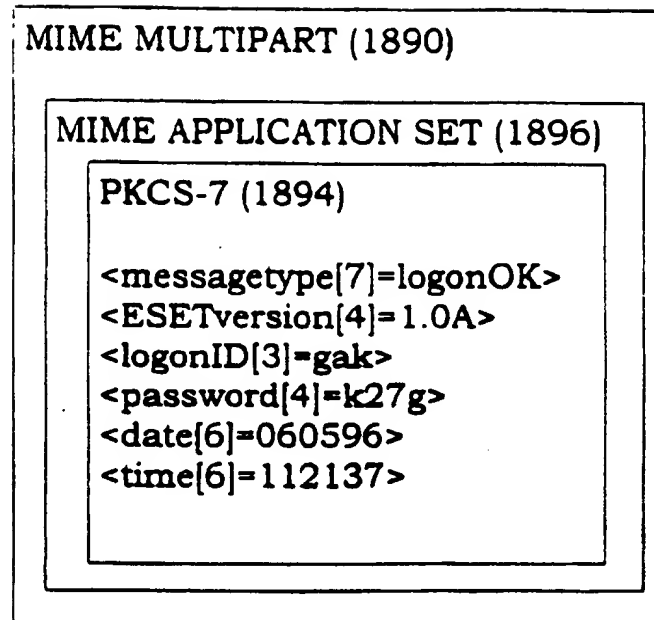 MIME MULTIPART (1890)
MIME APPLICATION SET (1896)
PKCS-7 (1894)
<messagetype[7]=logonOK>
<ESETversion[4]=1.0A>
<logonID[3]=gak>
<password[4]=k27g>
<date[6]=060596>
<time[6]=112137>